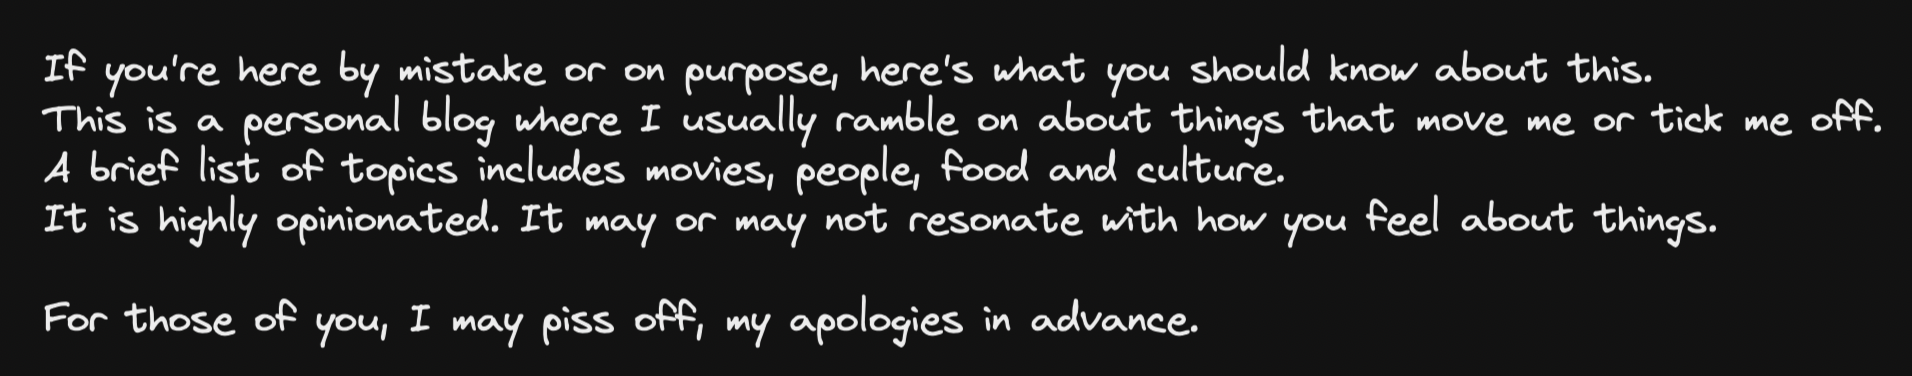 If you're here by mistake or on purpose, here's what you should know about this.
This is a personal blog where I usually ramble on about things that move me or tick me off.
A brief list of topics includes movies, people, food and culture.
It is highly opinionated. It may or may not resonate with how you feel about things.
For those of you, I may piss off, my apologies in advance.